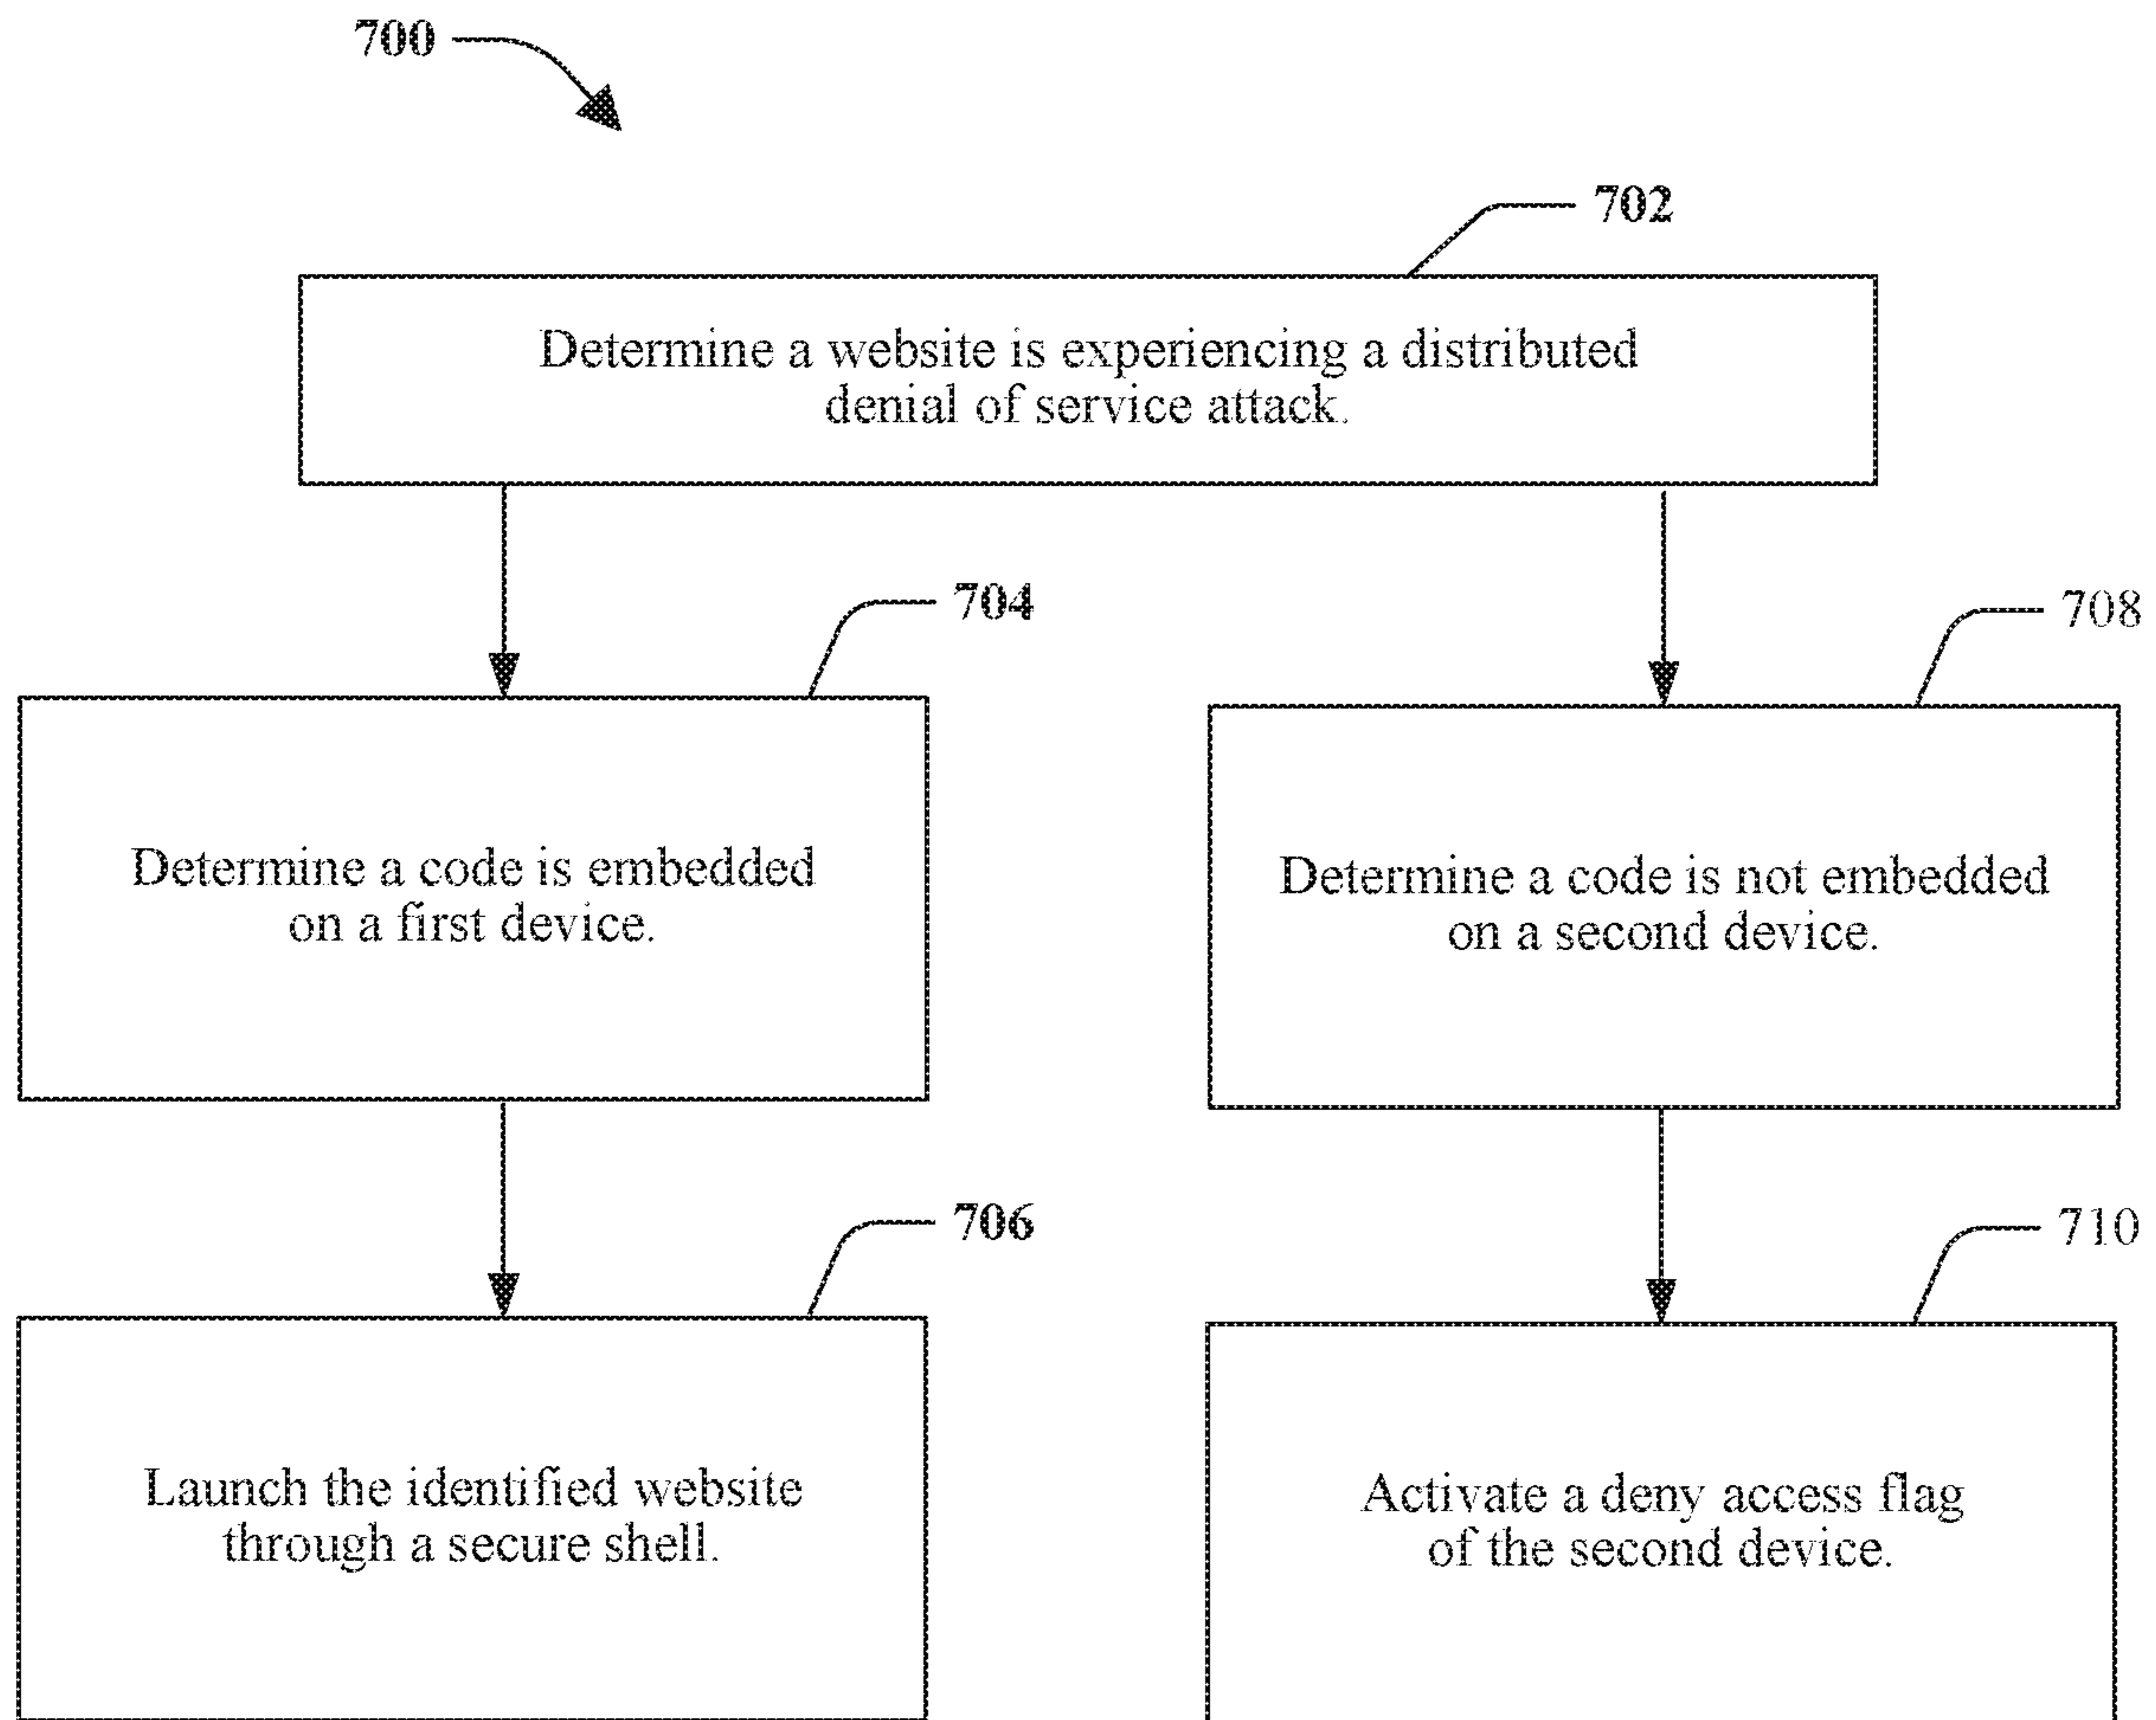 700
702
Determine a website is experiencing a distributed
denial of service attack.
704
Determine a code is embedded
on a first device.
708
Determine a code is not embedded
on a second device.
706
Launch the identified website
through a secure shell.
710
Activate a deny access flag
of the second device.